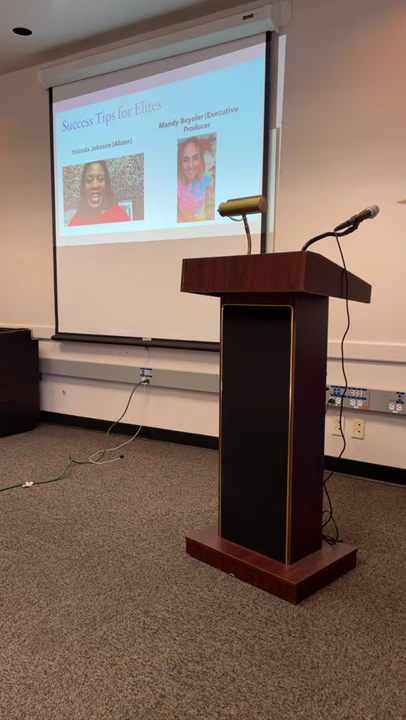 Success Tips for Elites
Yolanda Johnson (Alister)
Mandy Beyeler (Executive
Producer